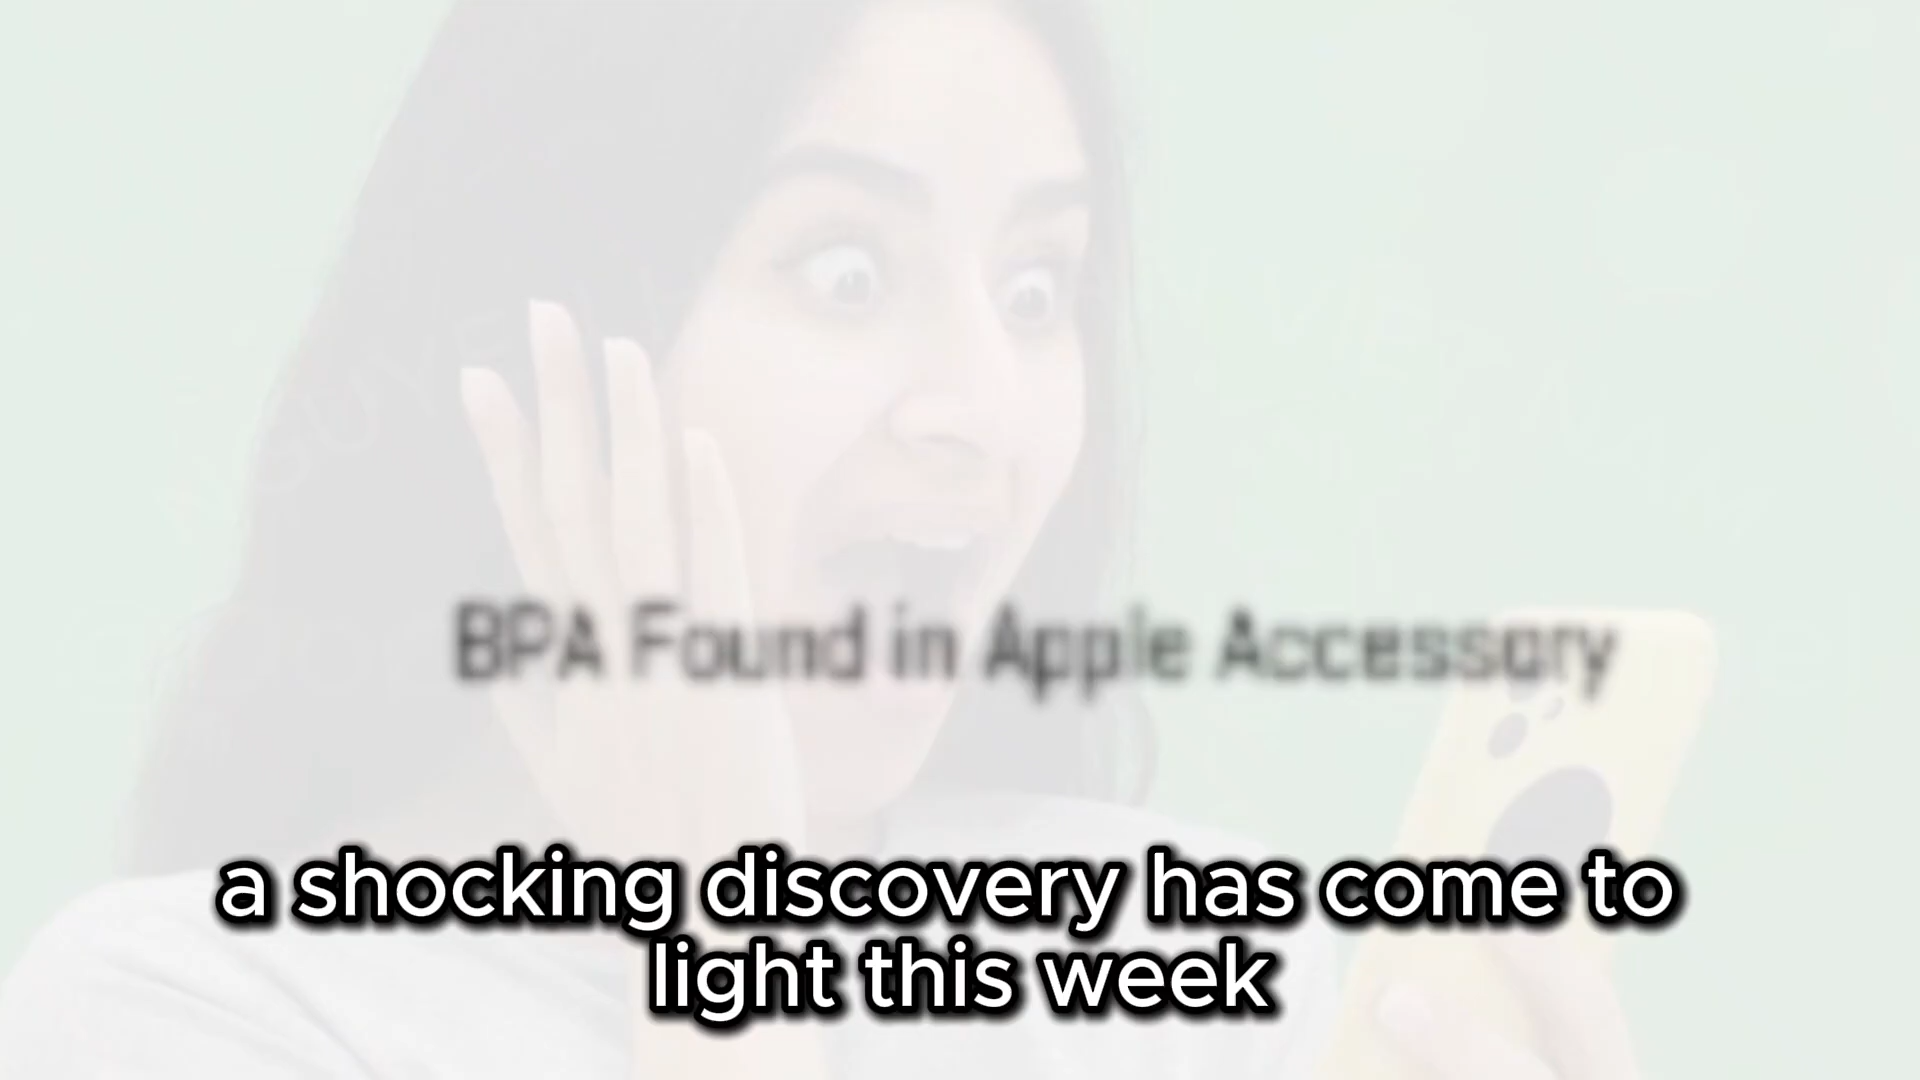 BPA Found in Apple Accessory
a shocking discovery has come to
light this week